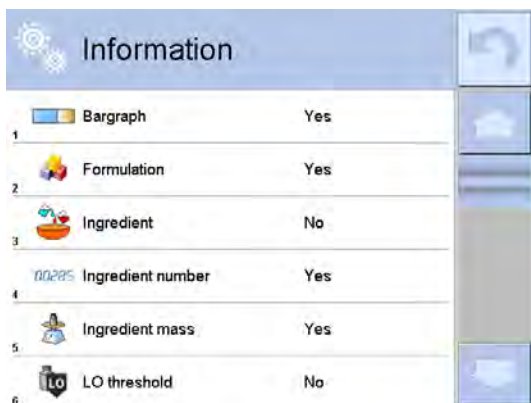 Information
1 Bargraph Yes
2 Formulation Yes
3 Ingredient No
00285 Ingredient number Yes
4
5 Ingredient mass Yes
LO LO threshold No
6